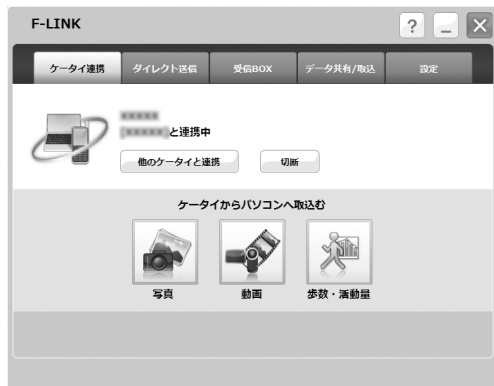 F-LINK
?
ケータイ連携 ダイレクト送信 受信BOX データ共有/取込 設定
と連携中
他のケータイと連携 切断
ケータイからパソコンへ取込む
写真 動画 歩数・活動量